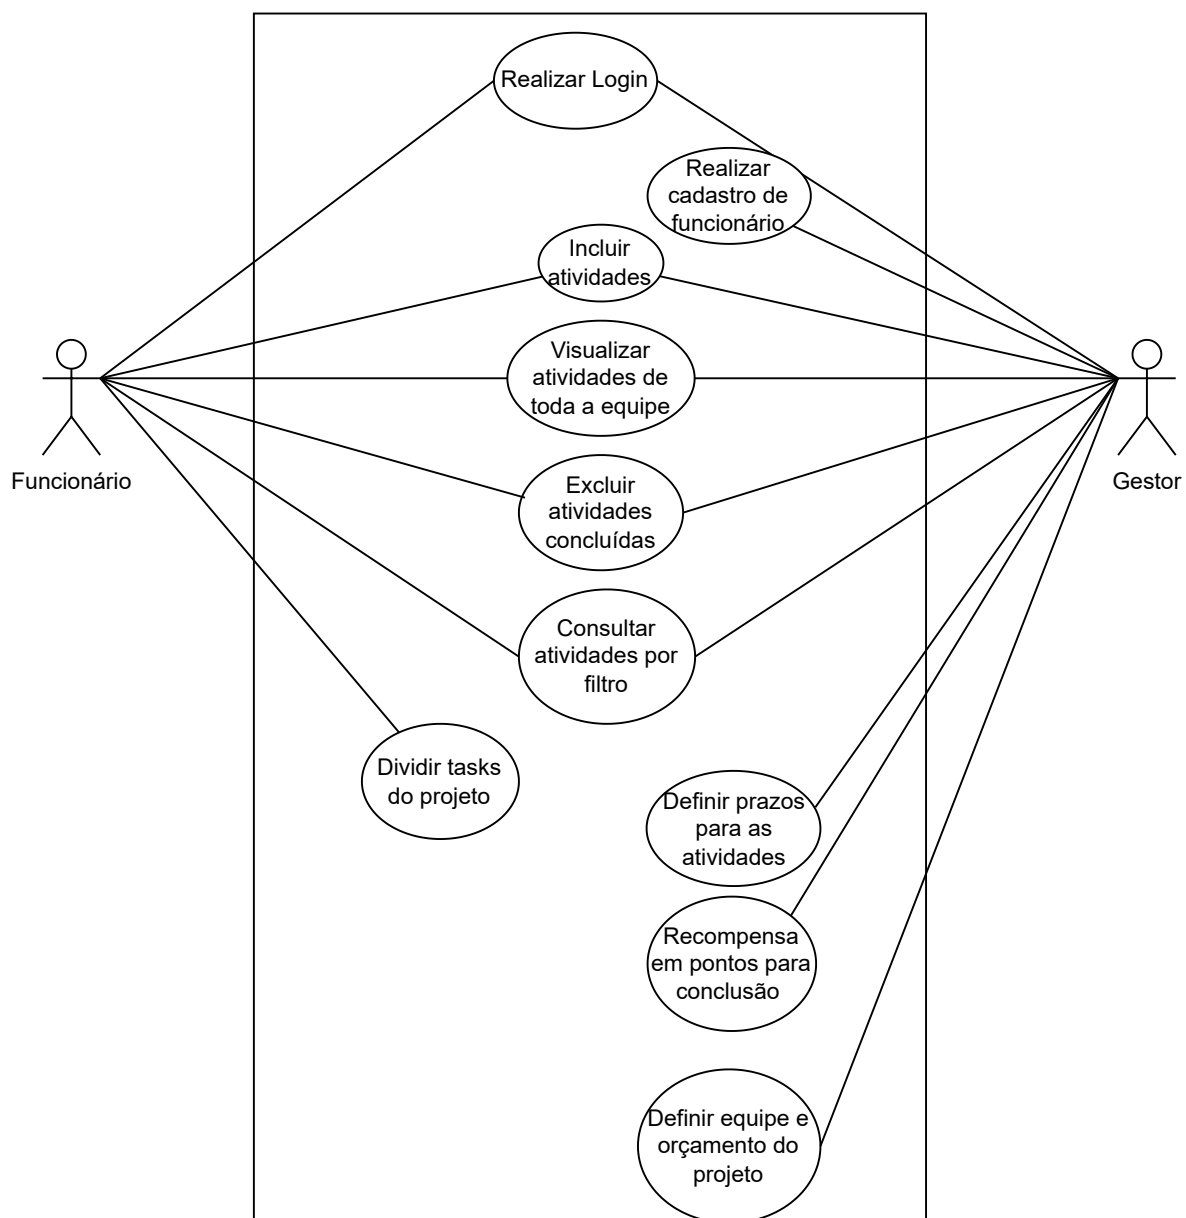 Realizar Login
Realizar
cadastro de
funcionário
Incluir
atividades
Visualizar
atividades de
toda a equipe
Funcionário
Gestor
Excluir
atividades
concluídas
Consultar
atividades por
filtro
Dividir tasks
do projeto
Definir prazos
para as
atividades
Recompensa
em pontos para
conclusão
Definir equipe e
orçamento do
projeto